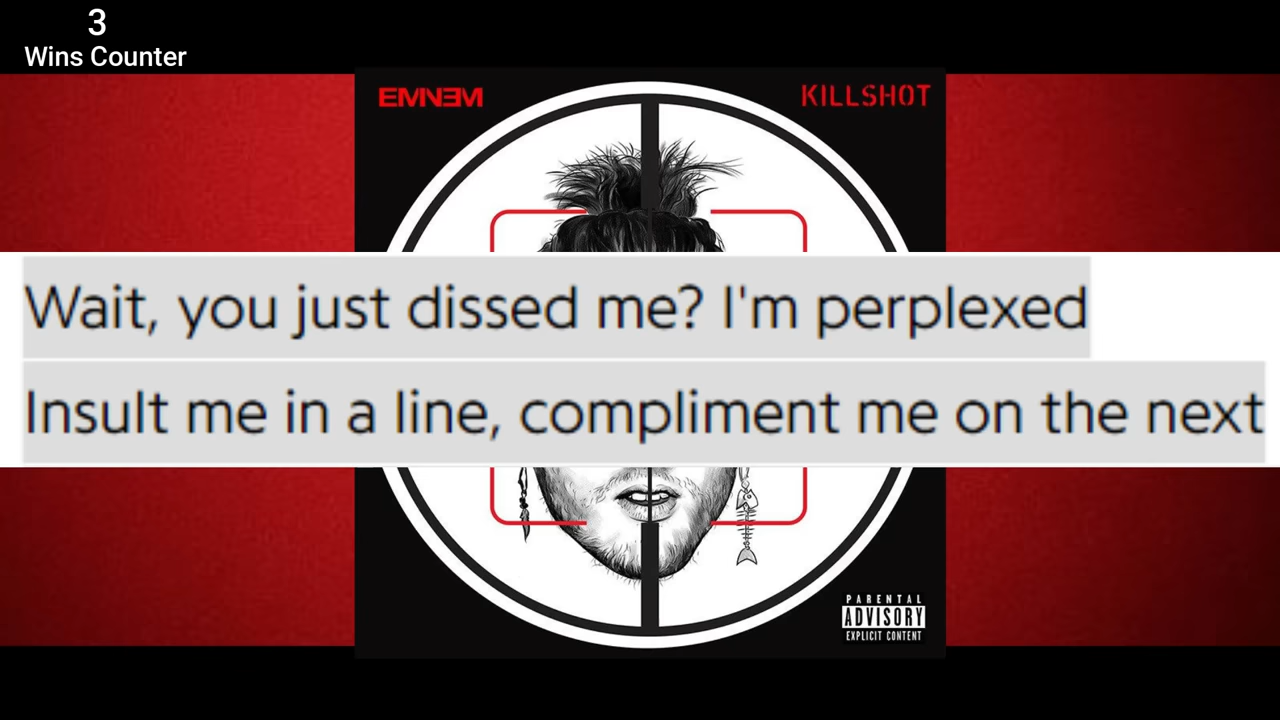 3
Wins Counter
EMINEM
KILLSHOT
Wait, you just dissed me? I'm perplexed
Insult me in a line, compliment me on the next
PARENTAL
ADVISORY
EXPLICIT CONTENT